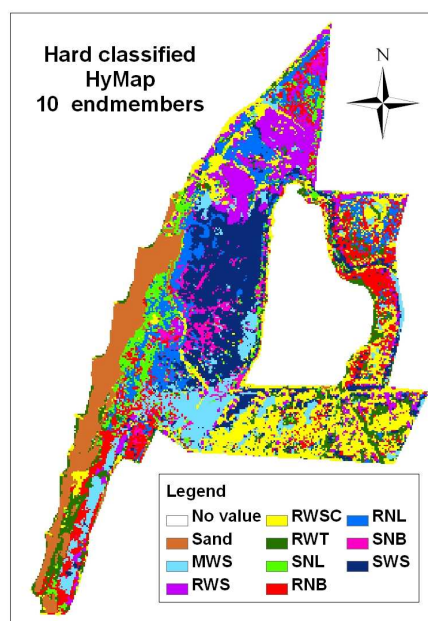 Hard classified
HyMap
10 endmembers
N
Legend
No value
Sand
MWS
RWS
RWSC
RWT
SNL
RNB
RNL
SNB
SWS